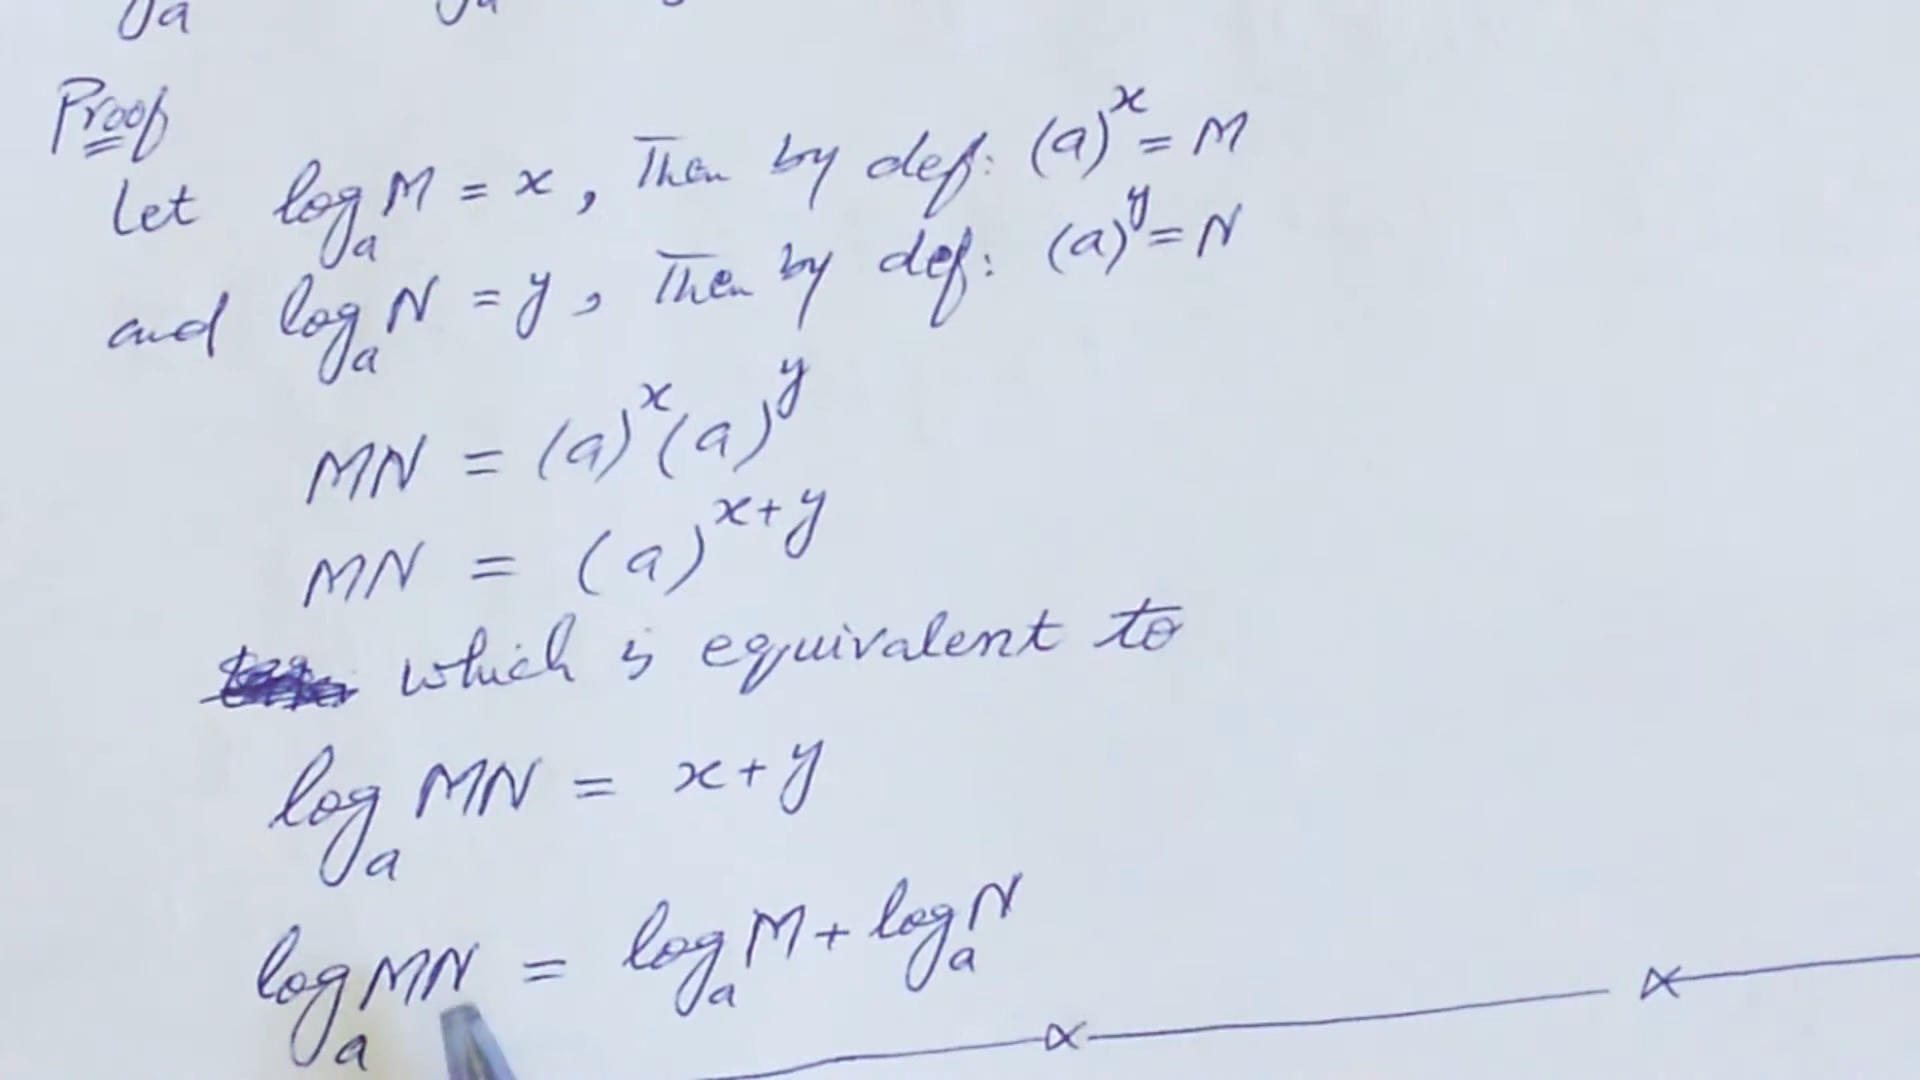 Proof
Let log_a M = x, Then by def: (a)^x = M
and log_a N = y, Then by def: (a)^y = N
MN = (a)^x (a)^y
MN = (a)^{x+y}
which is equivalent to
log_a MN = x+y
log_a MN = log_a M + log_a N